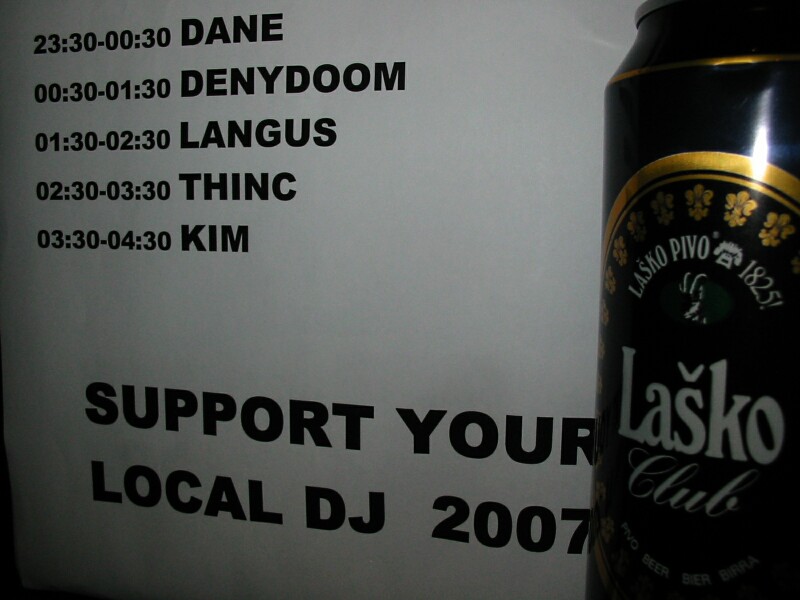 23:30-00:30 DANE
00:30-01:30 DENYDOOM
01:30-02:30 LANGUS
02:30-03:30 THINC
03:30-04:30 KIM
SUPPORT YOUR
LOCAL DJ 2007
LAŠKO PIVO® 1825!
Laško
Club
PIVO BEER BIER BIRRA